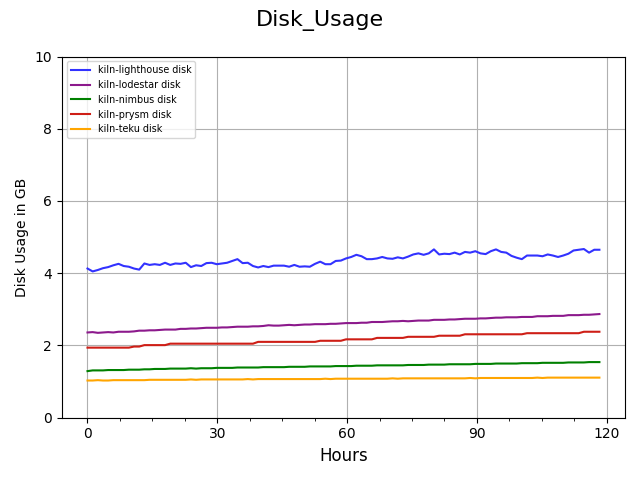 Disk_Usage
Disk Usage in GB
10
8
6
4
2
0
kiln-lighthouse disk
kiln-lodestar disk
kiln-nimbus disk
kiln-prysm disk
kiln-teku disk
0 30 60 90 120
Hours